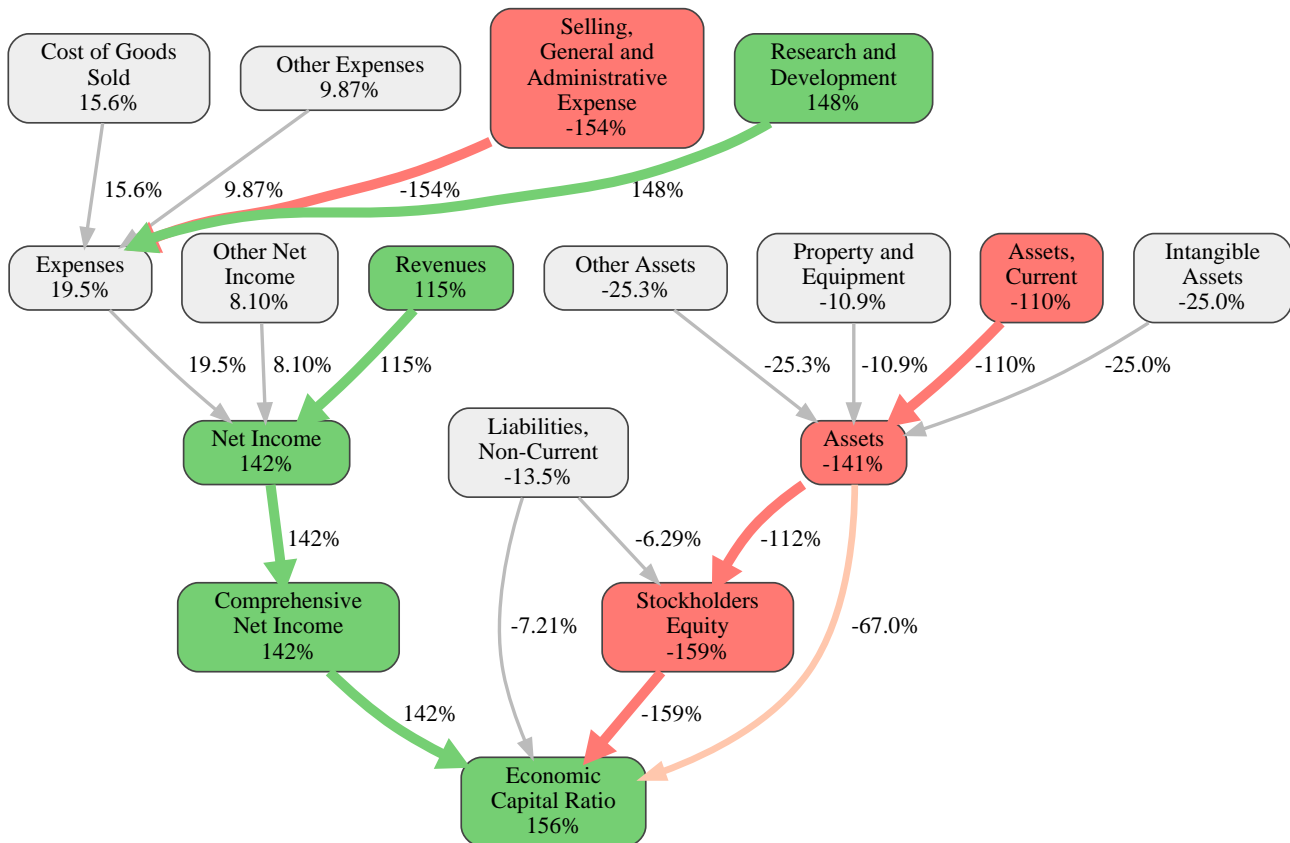 Cost of Goods
Sold
15.6%
Other Expenses
9.87%
Selling,
General and
Administrative
Expense
-154%
Research and
Development
148%
15.6%
9.87%
-154%
148%
Expenses
19.5%
Other Net
Income
8.10%
Revenues
115%
Other Assets
-25.3%
Property and
Equipment
-10.9%
Assets,
Current
-110%
Intangible
Assets
-25.0%
19.5%
8.10%
115%
-25.3%
-10.9%
-110%
-25.0%
Net Income
142%
Liabilities,
Non-Current
-13.5%
Assets
-141%
142%
-6.29%
-112%
Comprehensive
Net Income
142%
-7.21%
Stockholders
Equity
-159%
-67.0%
142%
-159%
Economic
Capital Ratio
156%